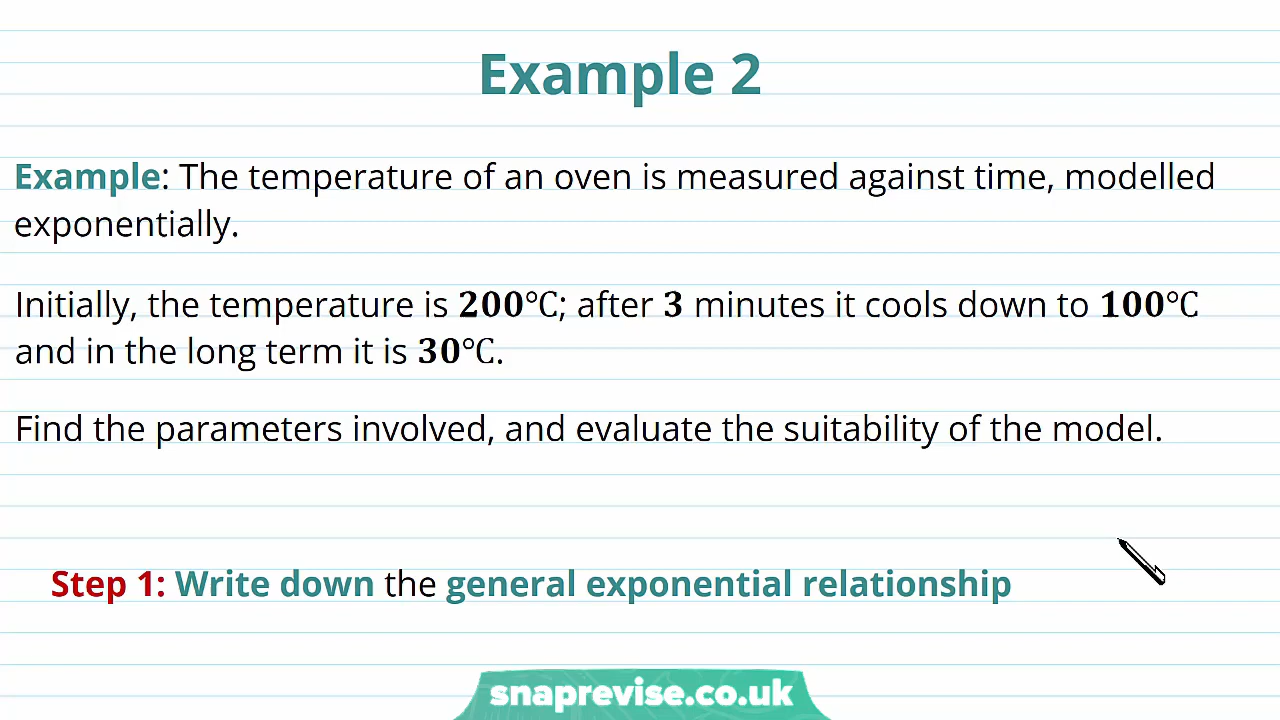 Example 2
Example: The temperature of an oven is measured against time, modelled
exponentially.
Initially, the temperature is 200°C; after 3 minutes it cools down to 100°C
and in the long term it is 30°C.
Find the parameters involved, and evaluate the suitability of the model.
Step 1: Write down the general exponential relationship
snaprevise.co.uk